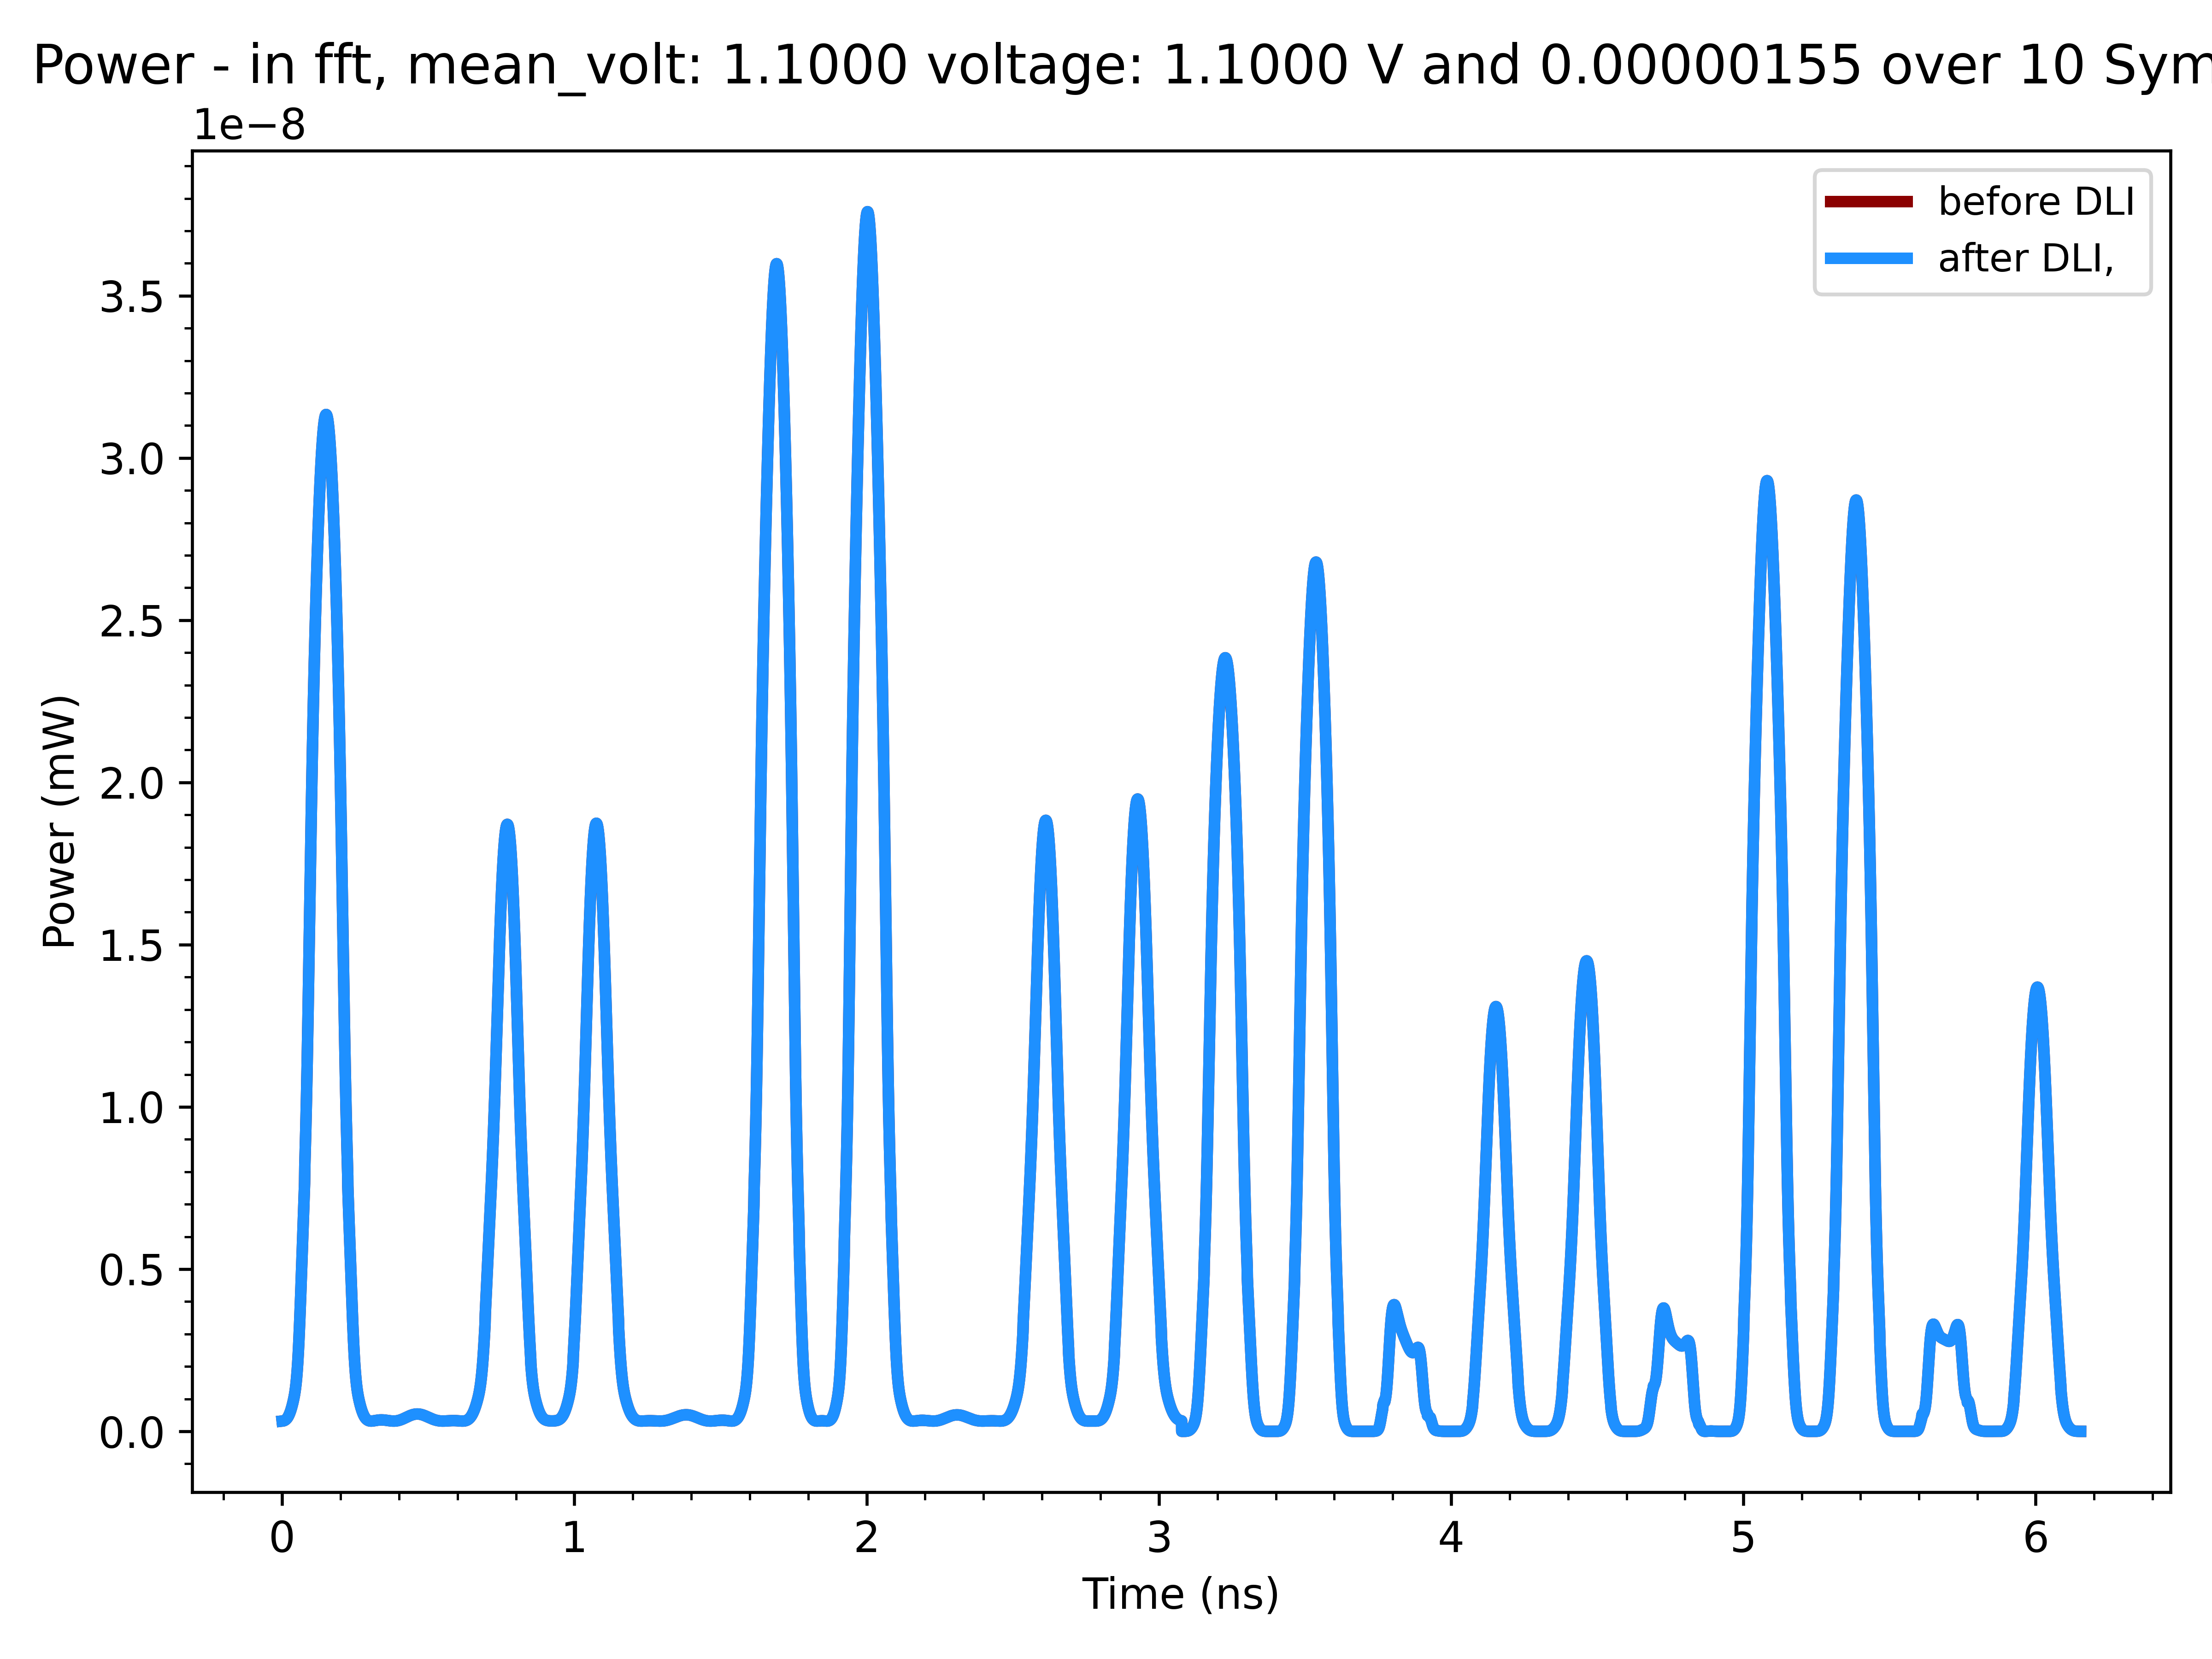 Power - in fft, mean_volt: 1.1000 voltage: 1.1000 V and 0.00000155 over 10 Sym
1e−8
before DLI
after DLI,
3.5
3.0
2.5
2.0
1.5
1.0
0.5
0.0
Power (mW)
0 1 2 3 4 5 6
Time (ns)